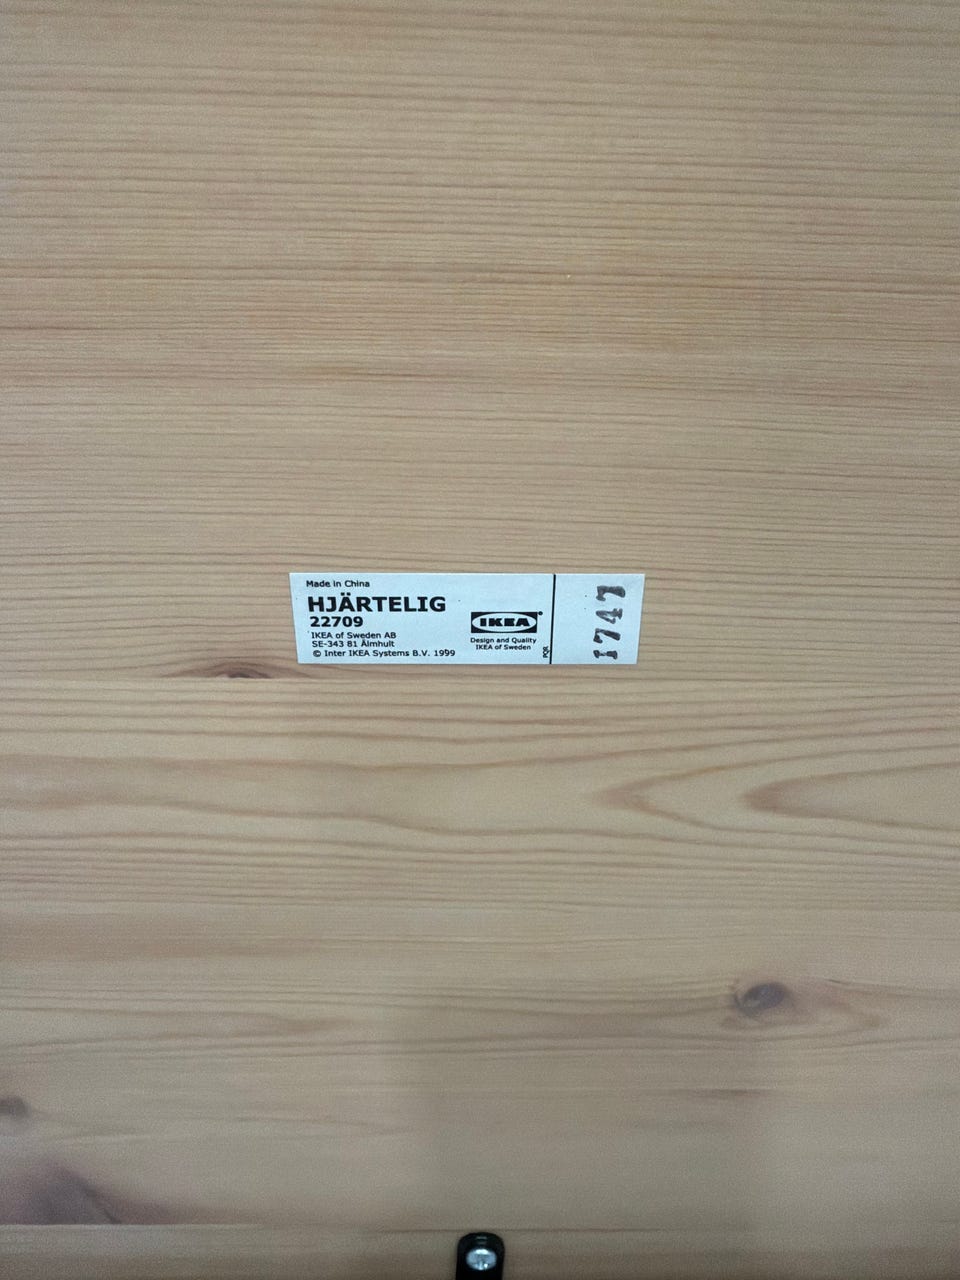 Made in China
HJÄRTELIG
22709
IKEA of Sweden AB
SE-343 81 Älmhult
© Inter IKEA Systems B.V. 1999
IKEA®
Design and Quality
IKEA of Sweden
PQR
1747